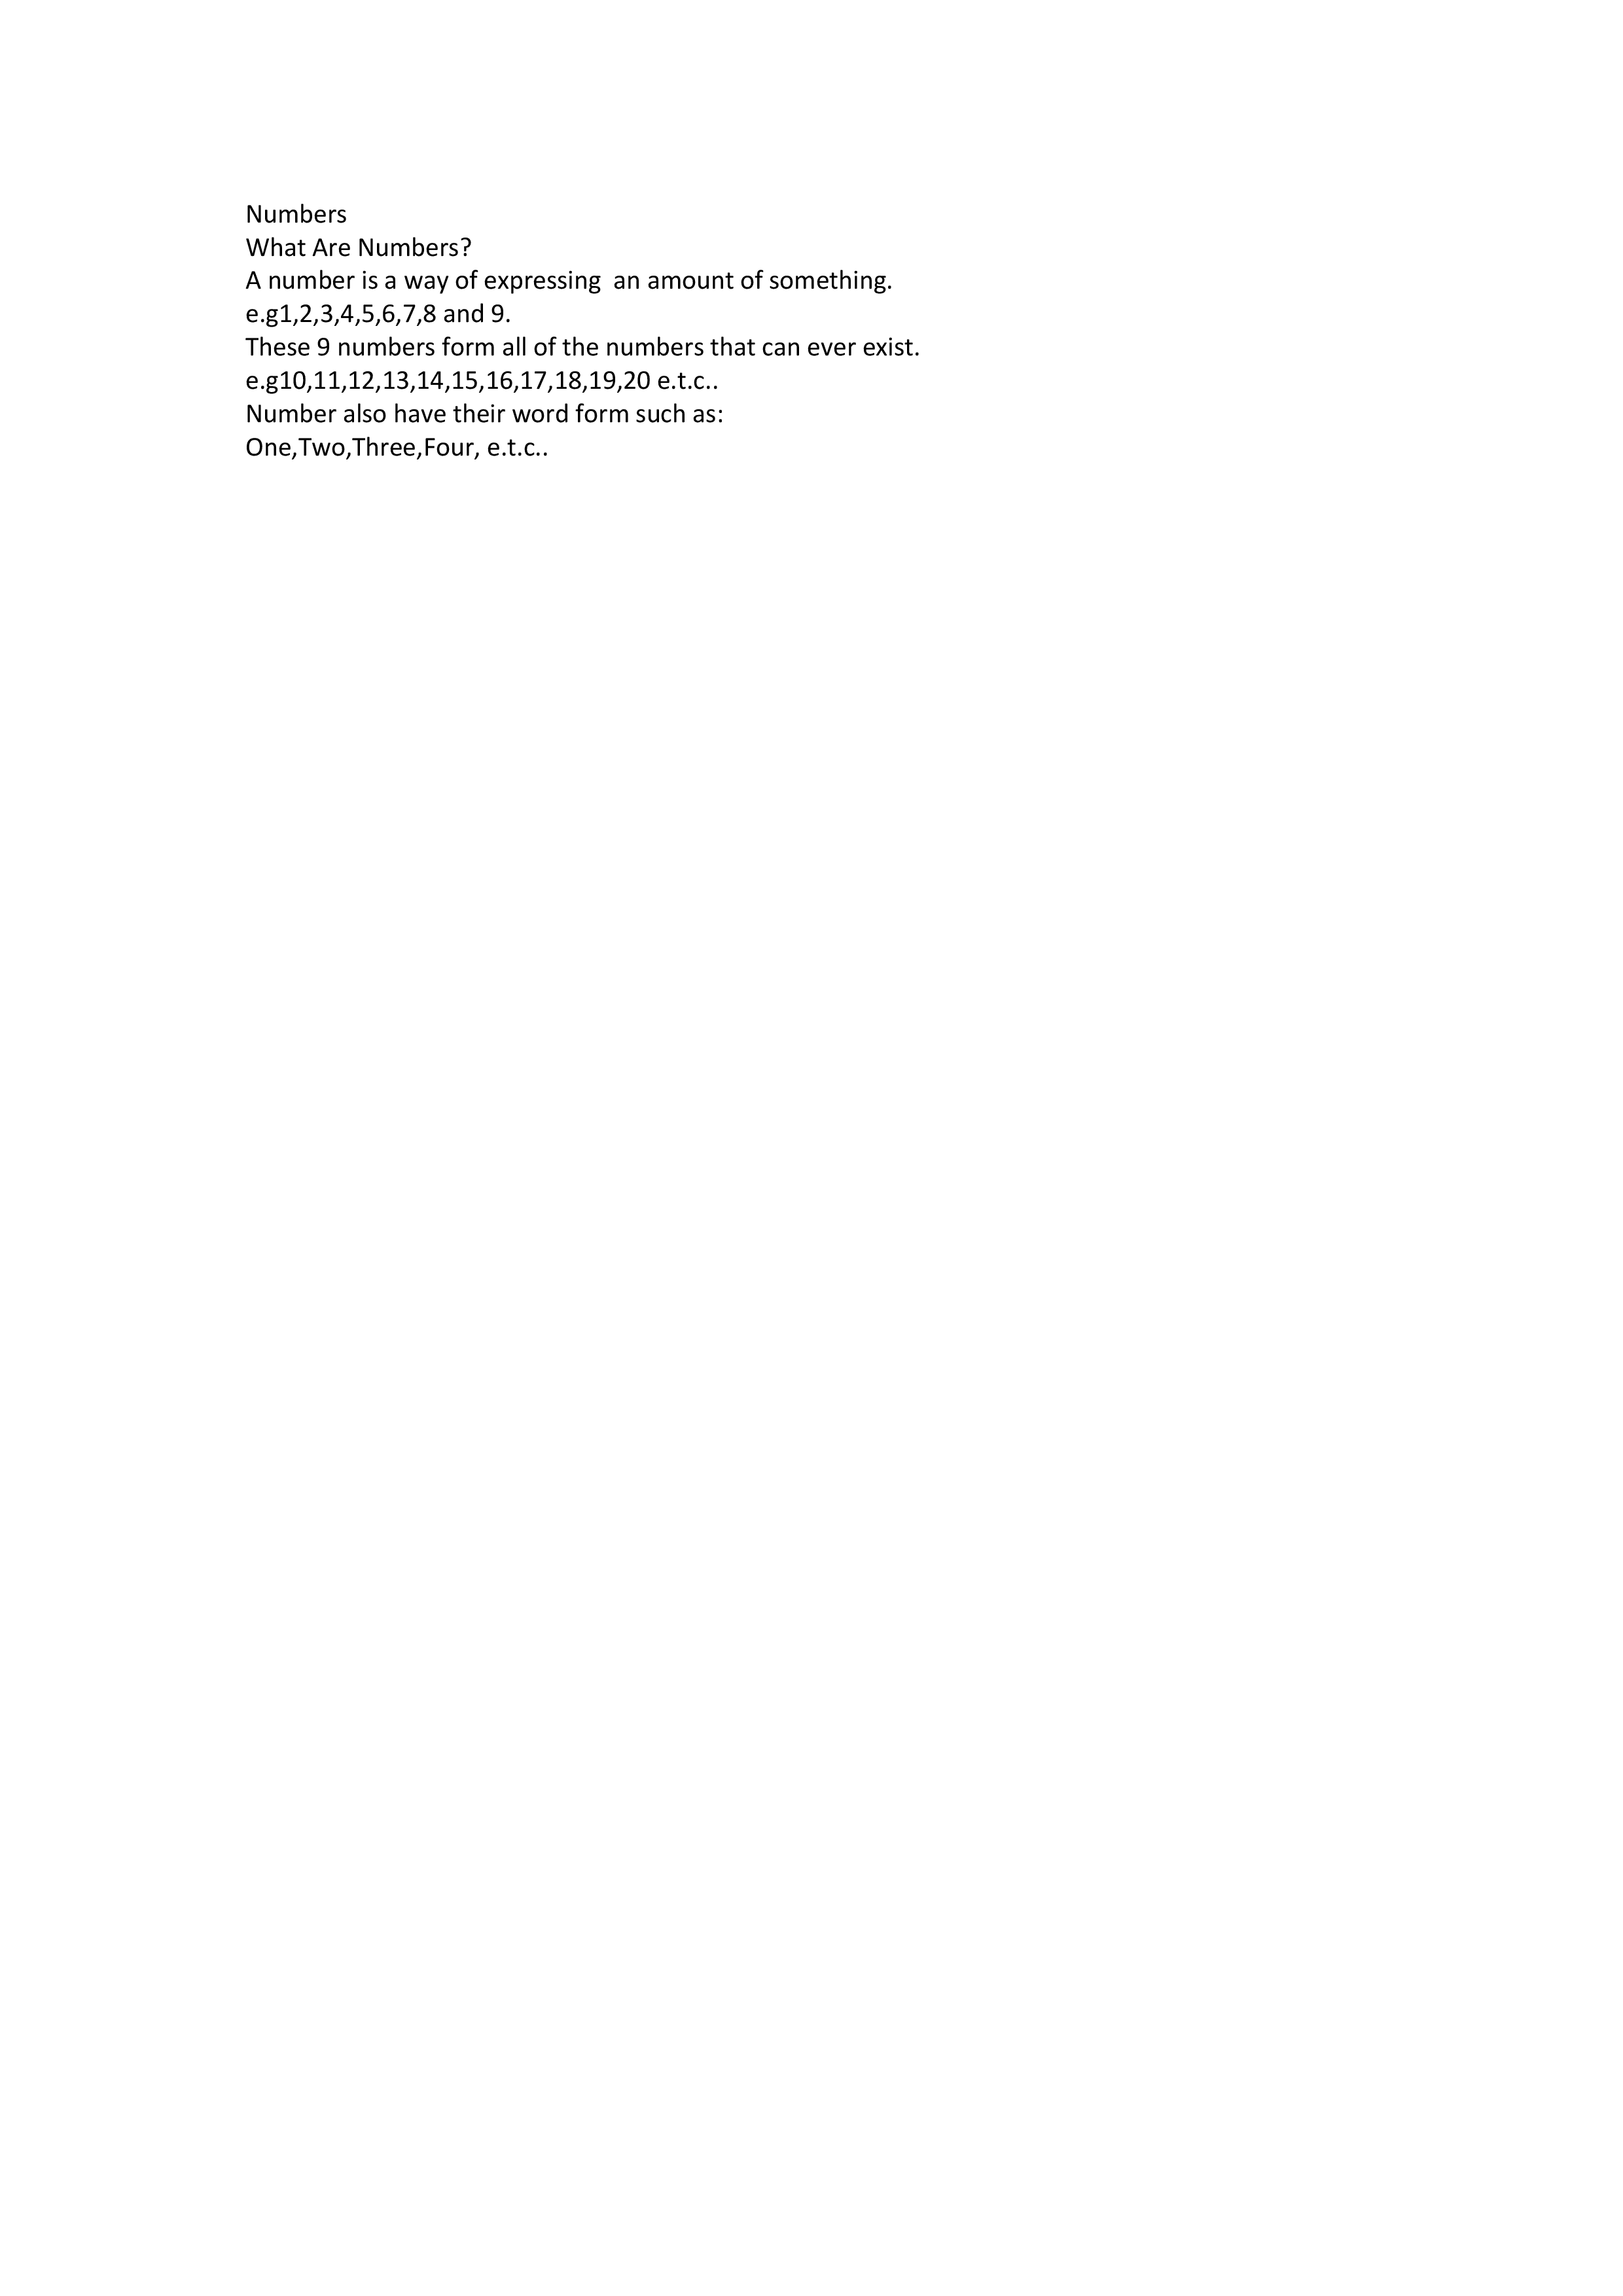 Numbers
What Are Numbers?
A number is a way of expressing  an amount of something.
e.g1,2,3,4,5,6,7,8 and 9.
These 9 numbers form all of the numbers that can ever exist.
e.g10,11,12,13,14,15,16,17,18,19,20 e.t.c..
Number also have their word form such as:
One,Two,Three,Four, e.t.c..